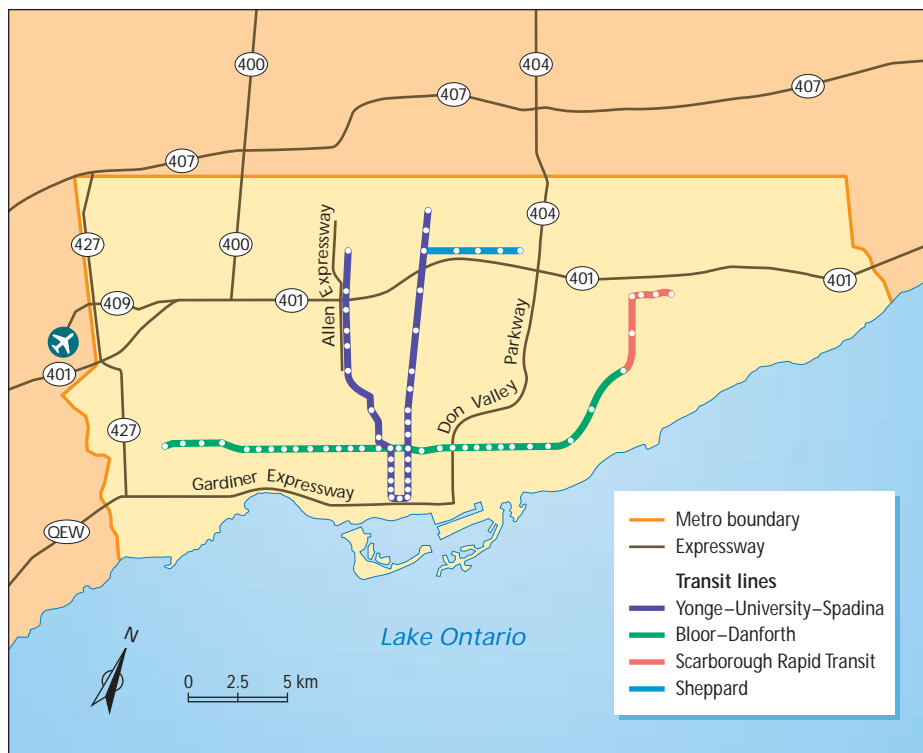 400
404
407
407
407
404
427
400
Allen Expressway
401
401
409
401
Don Valley Parkway
401
427
Gardiner Expressway
QEW
Metro boundary
Expressway
Transit lines
Yonge–University–Spadina
Bloor–Danforth
Scarborough Rapid Transit
Sheppard
Lake Ontario
N
0 2.5 5 km